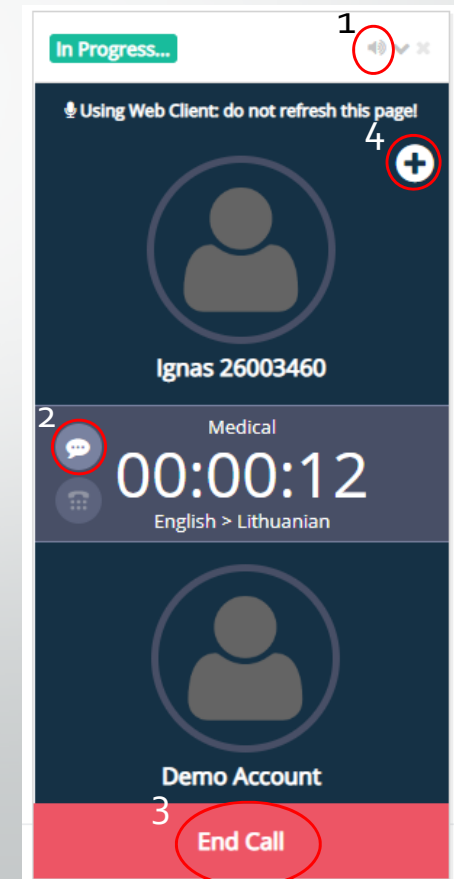 1
In Progress...
Using Web Client: do not refresh this page!
4
Ignas 26003460
2
Medical
00:00:12
English > Lithuanian
Demo Account
3
End Call